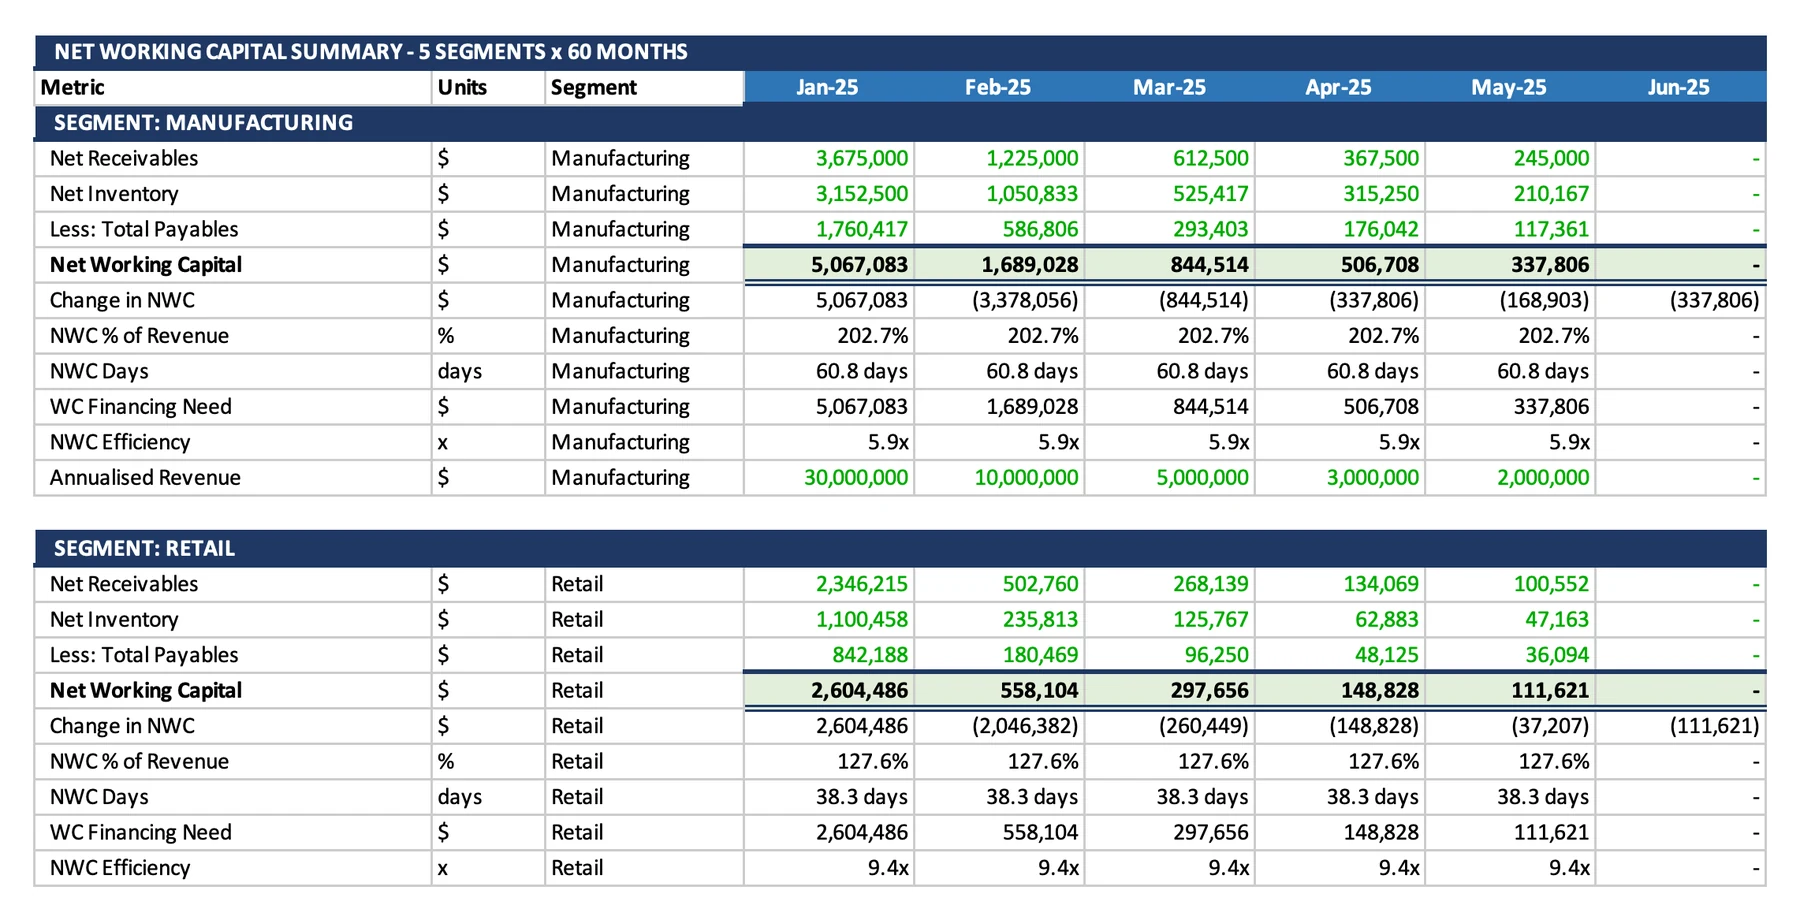 NET WORKING CAPITAL SUMMARY - 5 SEGMENTS x 60 MONTHS
Metric Units Segment Jan-25 Feb-25 Mar-25 Apr-25 May-25 Jun-25
SEGMENT: MANUFACTURING
Net Receivables $ Manufacturing 3,675,000 1,225,000 612,500 367,500 245,000 -
Net Inventory $ Manufacturing 3,152,500 1,050,833 525,417 315,250 210,167 -
Less: Total Payables $ Manufacturing 1,760,417 586,806 293,403 176,042 117,361 -
Net Working Capital $ Manufacturing 5,067,083 1,689,028 844,514 506,708 337,806 -
Change in NWC $ Manufacturing 5,067,083 (3,378,056) (844,514) (337,806) (168,903) (337,806)
NWC % of Revenue % Manufacturing 202.7% 202.7% 202.7% 202.7% 202.7% -
NWC Days days Manufacturing 60.8 days 60.8 days 60.8 days 60.8 days 60.8 days -
WC Financing Need $ Manufacturing 5,067,083 1,689,028 844,514 506,708 337,806 -
NWC Efficiency x Manufacturing 5.9x 5.9x 5.9x 5.9x 5.9x -
Annualised Revenue $ Manufacturing 30,000,000 10,000,000 5,000,000 3,000,000 2,000,000 -
SEGMENT: RETAIL
Net Receivables $ Retail 2,346,215 502,760 268,139 134,069 100,552 -
Net Inventory $ Retail 1,100,458 235,813 125,767 62,883 47,163 -
Less: Total Payables $ Retail 842,188 180,469 96,250 48,125 36,094 -
Net Working Capital $ Retail 2,604,486 558,104 297,656 148,828 111,621 -
Change in NWC $ Retail 2,604,486 (2,046,382) (260,449) (148,828) (37,207) (111,621)
NWC % of Revenue % Retail 127.6% 127.6% 127.6% 127.6% 127.6% -
NWC Days days Retail 38.3 days 38.3 days 38.3 days 38.3 days 38.3 days -
WC Financing Need $ Retail 2,604,486 558,104 297,656 148,828 111,621 -
NWC Efficiency x Retail 9.4x 9.4x 9.4x 9.4x 9.4x -